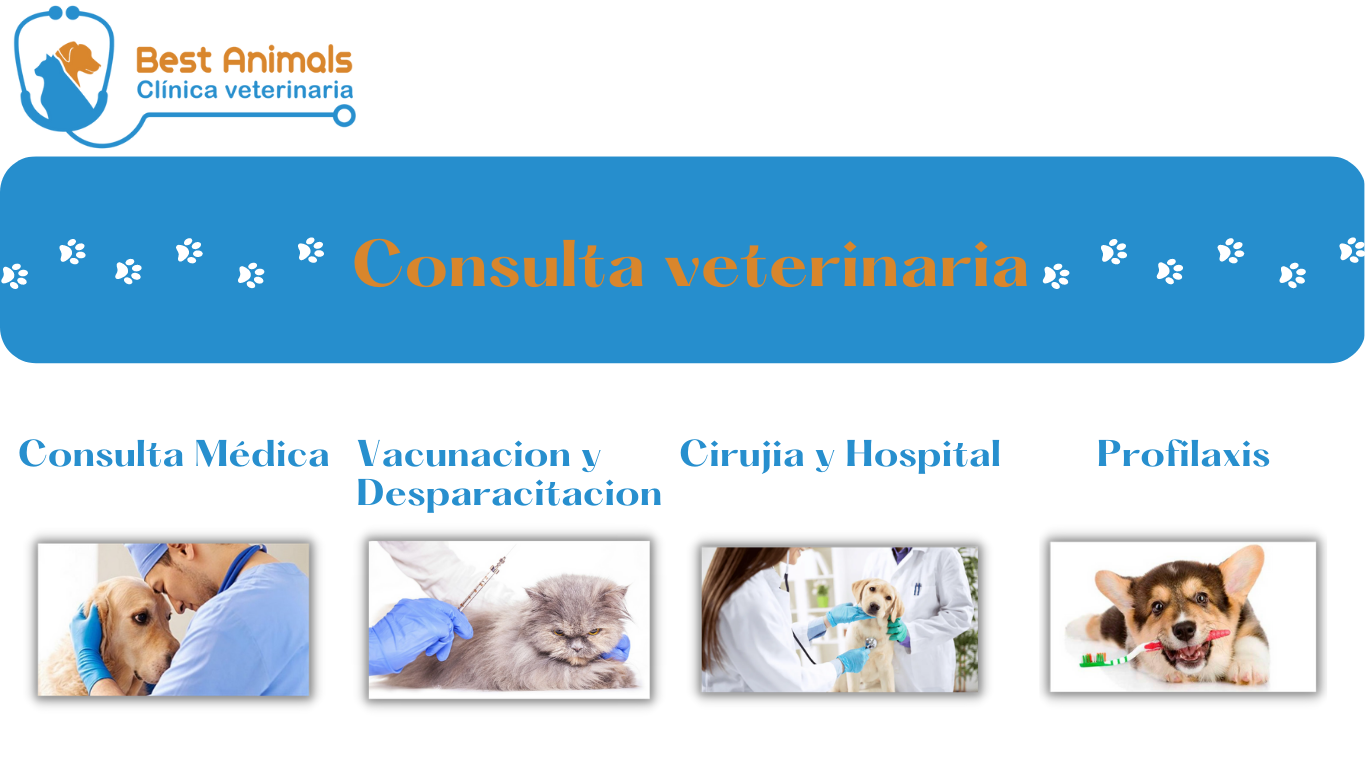 Best Animals
Clínica veterinaria
Consulta veterinaria
Consulta Médica
Vacunacion y
Desparacitacion
Cirujia y Hospital
Profilaxis